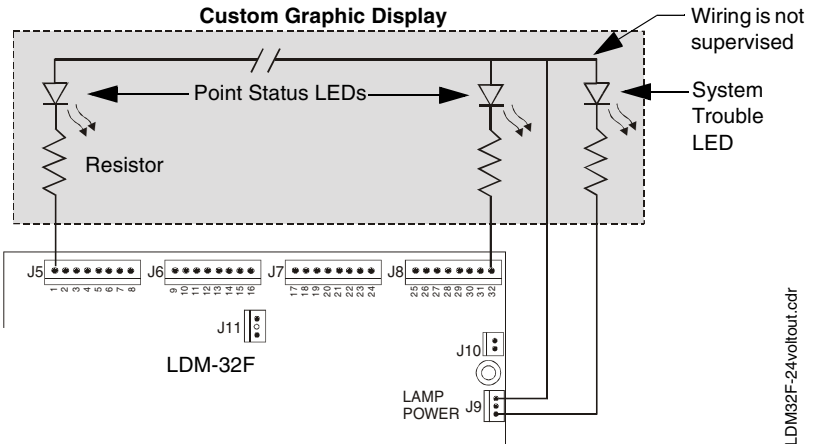 Custom Graphic Display
Wiring is not
supervised
Point Status LEDs
System
Trouble
LED
Resistor
J5
J6
J7
J8
1 2 3 4 5 6 7 8
9 10 11 12 13 14 15 16
17 18 19 20 21 22 23 24
25 26 27 28 29 30 31 32
J11
LDM-32F
J10
LAMP
POWER
J9
LDM32F-24voltout.cdr